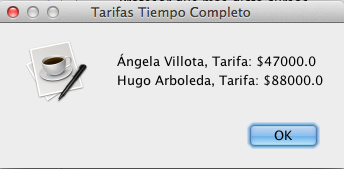 Tarifas Tiempo Completo
Ángela Villota, Tarifa: $47000.0
Hugo Arboleda, Tarifa: $88000.0
OK